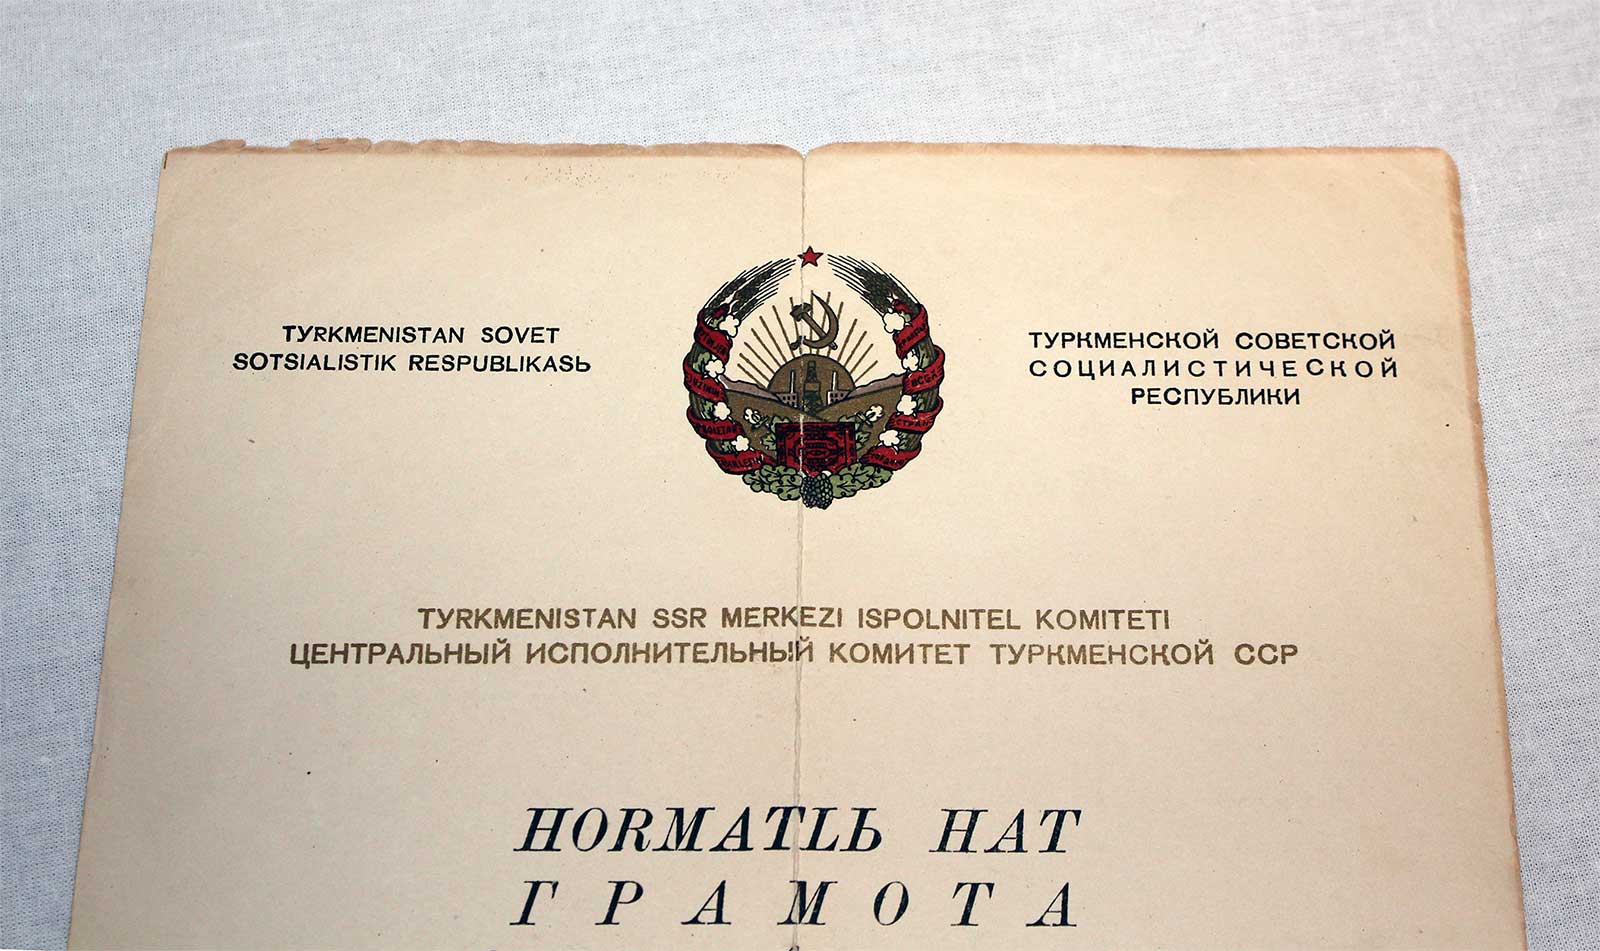 TYRKMENISTAN SOVET
SOTSIALISTIK RESPUBLIKASЬ
ТУРКМЕНСКОЙ СОВЕТСКОЙ
СОЦИАЛИСТИЧЕСКОЙ
РЕСПУБЛИКИ
TYRKMENISTAN SSR MERKEZI ISPOLNITEL KOMITETI
ЦЕНТРАЛЬНЫЙ ИСПОЛНИТЕЛЬНЫЙ КОМИТЕТ ТУРКМЕНСКОЙ ССР
HORMATLЬ HAT
ГРАМОТА